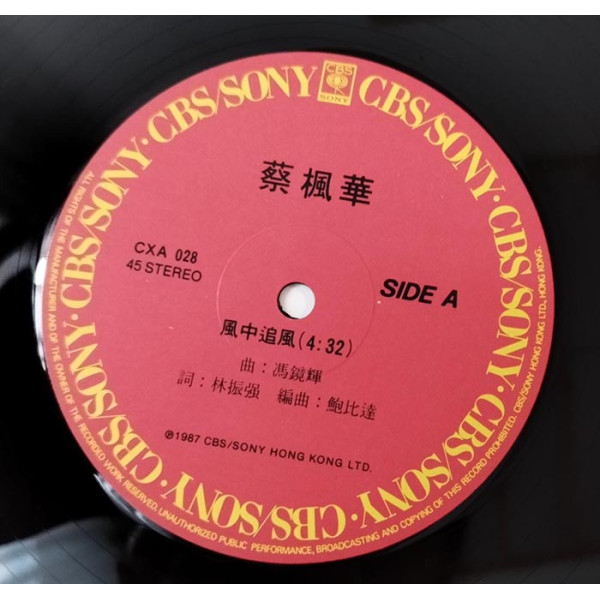 CBS/SONY · CBS/SONY · CBS/SONY · CBS/SONY · CBS/SONY · CBS/SONY · CBS/SONY
CBS
SONY
蔡楓華
CXA 028
45 STEREO
SIDE A
風中追風(4:32)
曲：馮鏡輝
詞：林振强 編曲：鮑比達
℗1987 CBS/SONY HONG KONG LTD.
ALL RIGHTS OF THE MANUFACTURER AND OF THE OWNER OF THE RECORDED WORK RESERVED. UNAUTHORIZED PUBLIC PERFORMANCE, BROADCASTING AND COPYING OF THIS RECORD PROHIBITED. CBS/SONY HONG KONG LTD., HONG KONG.